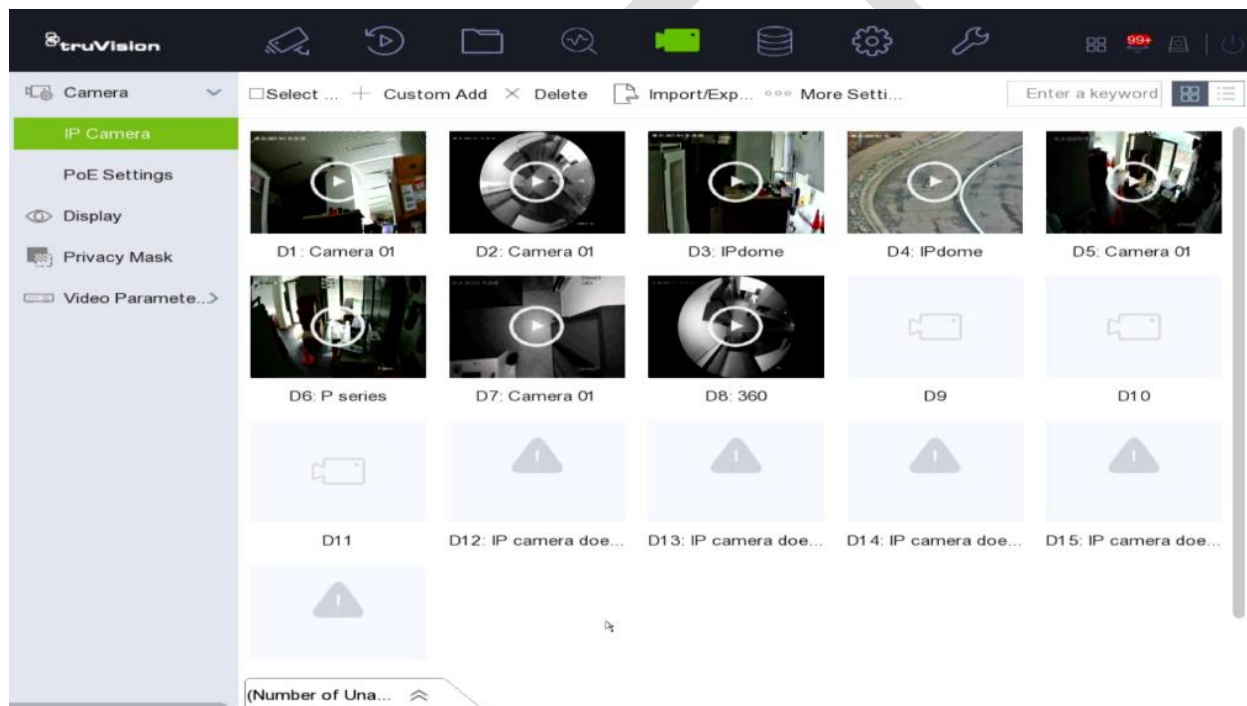 truVision
99+
Camera
Select ...
Custom Add
Delete
Import/Exp...
More Setti...
Enter a keyword
IP Camera
PoE Settings
Display
Privacy Mask
Video Paramete...
D1: Camera 01
D2: Camera 01
D3: IPdome
D4: IPdome
D5: Camera 01
D6: P series
D7: Camera 01
D8: 360
D9
D10
D11
D12: IP camera doe...
D13: IP camera doe...
D14: IP camera doe...
D15: IP camera doe...
(Number of Una...